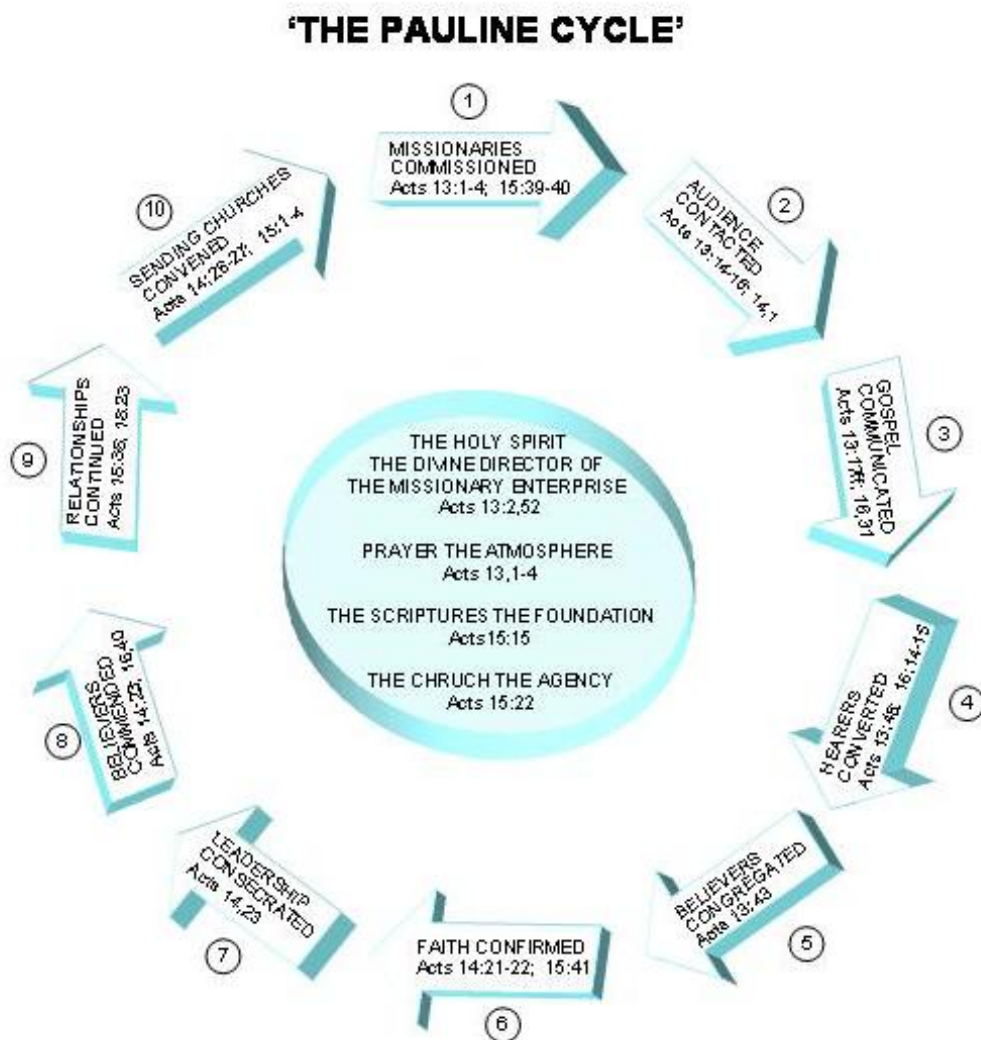 ‘THE PAULINE CYCLE’
1
MISSIONARIES
COMMISSIONED
Acts 13:1-4; 15:39-40
2
AUDIENCE
CONTACTED
Acts 13:14-16; 14,1
3
GOSPEL
COMMUNICATED
Acts 13:17ff; 16,31
4
HEARERS
CONVERTED
Acts 13:48; 16:14-15
5
BELIEVERS
CONGREGATED
Acts 13:43
6
FAITH CONFIRMED
Acts 14:21-22; 15:41
7
LEADERSHIP
CONSECRATED
Acts 14,23
8
BELIEVERS
COMMENDED
Acts 14:23; 16,40
9
RELATIONSHIPS
CONTINUED
Acts 15:36, 18:23
10
SENDING CHURCHES
CONVENED
Acts 14:26-27; 15:1-4
THE HOLY SPIRIT
THE DIVINE DIRECTOR OF
THE MISSIONARY ENTERPRISE
Acts 13:2,52
PRAYER THE ATMOSPHERE
Acts 13,1-4
THE SCRIPTURES THE FOUNDATION
Acts15:15
THE CHRUCH THE AGENCY
Acts 15:22